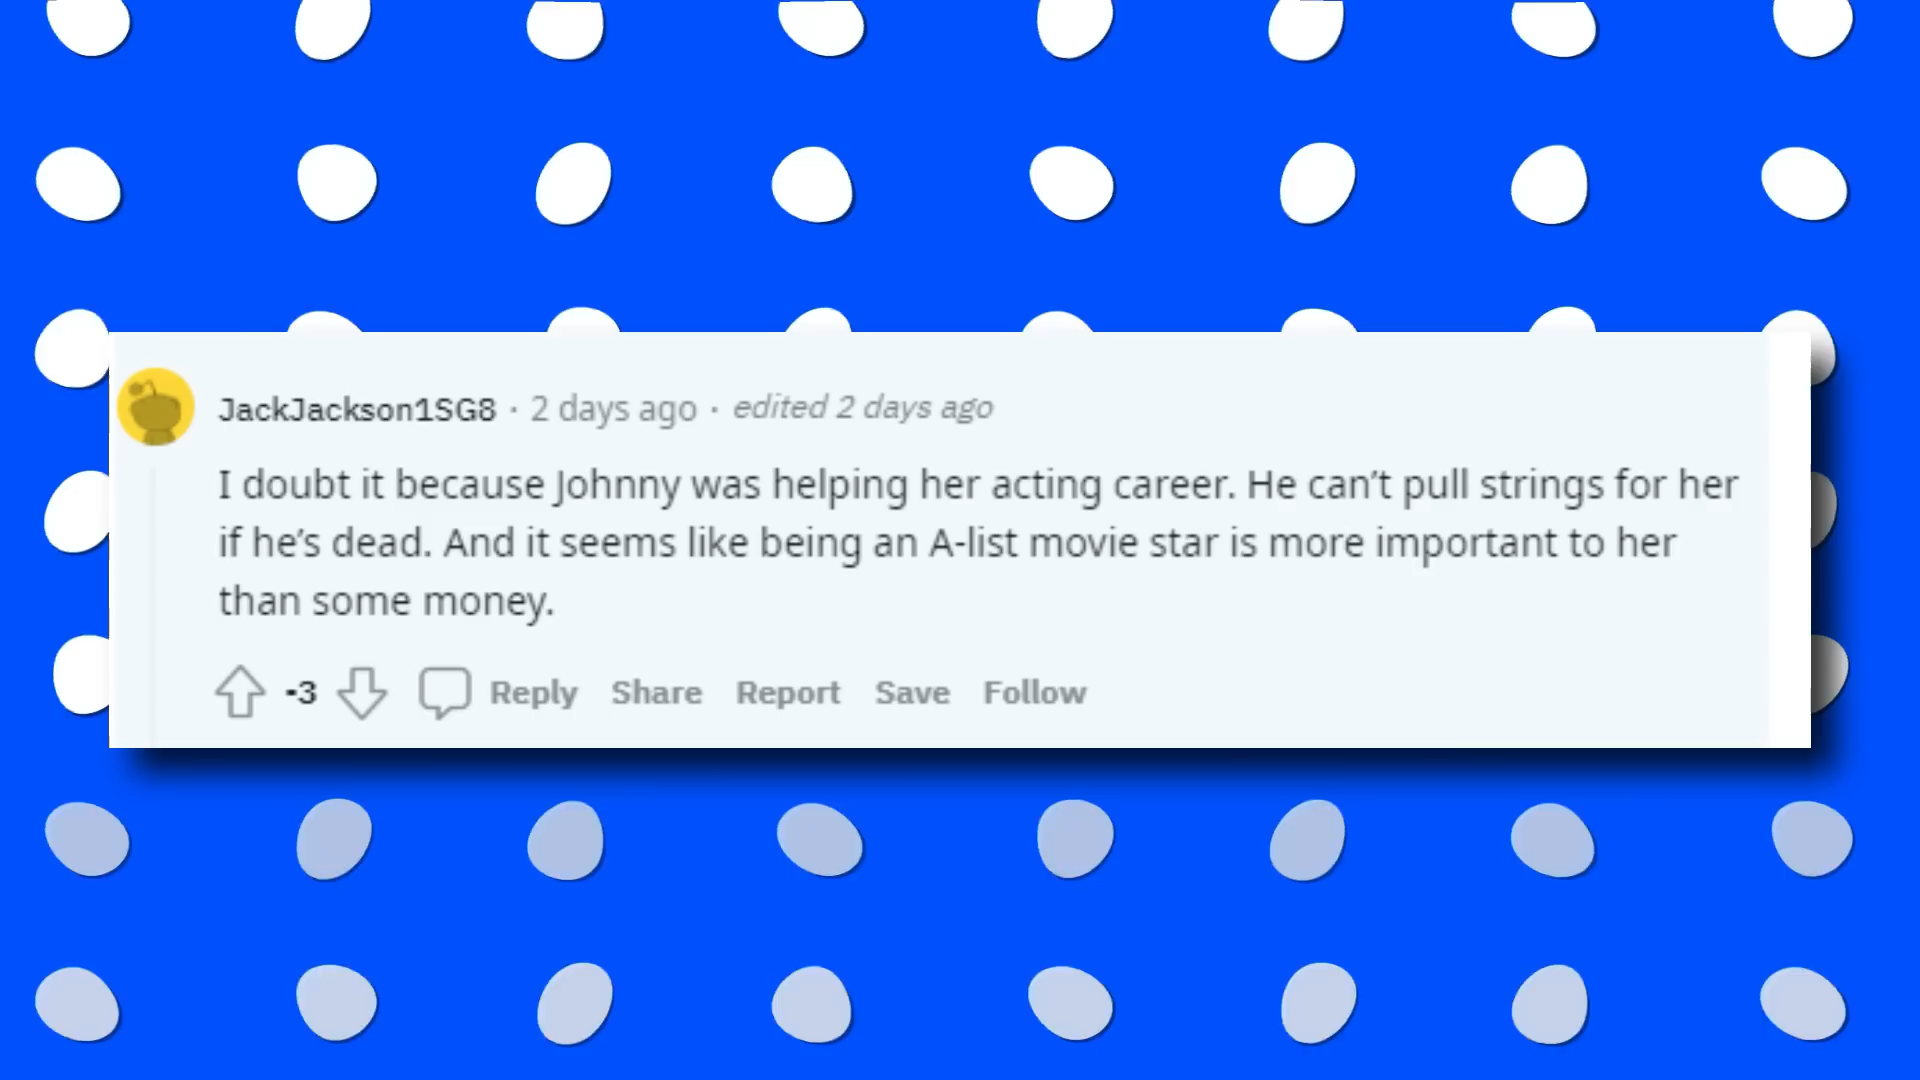 JackJackson1SG8 · 2 days ago · edited 2 days ago
I doubt it because Johnny was helping her acting career. He can’t pull strings for her
if he’s dead. And it seems like being an A-list movie star is more important to her
than some money.
-3 Reply Share Report Save Follow